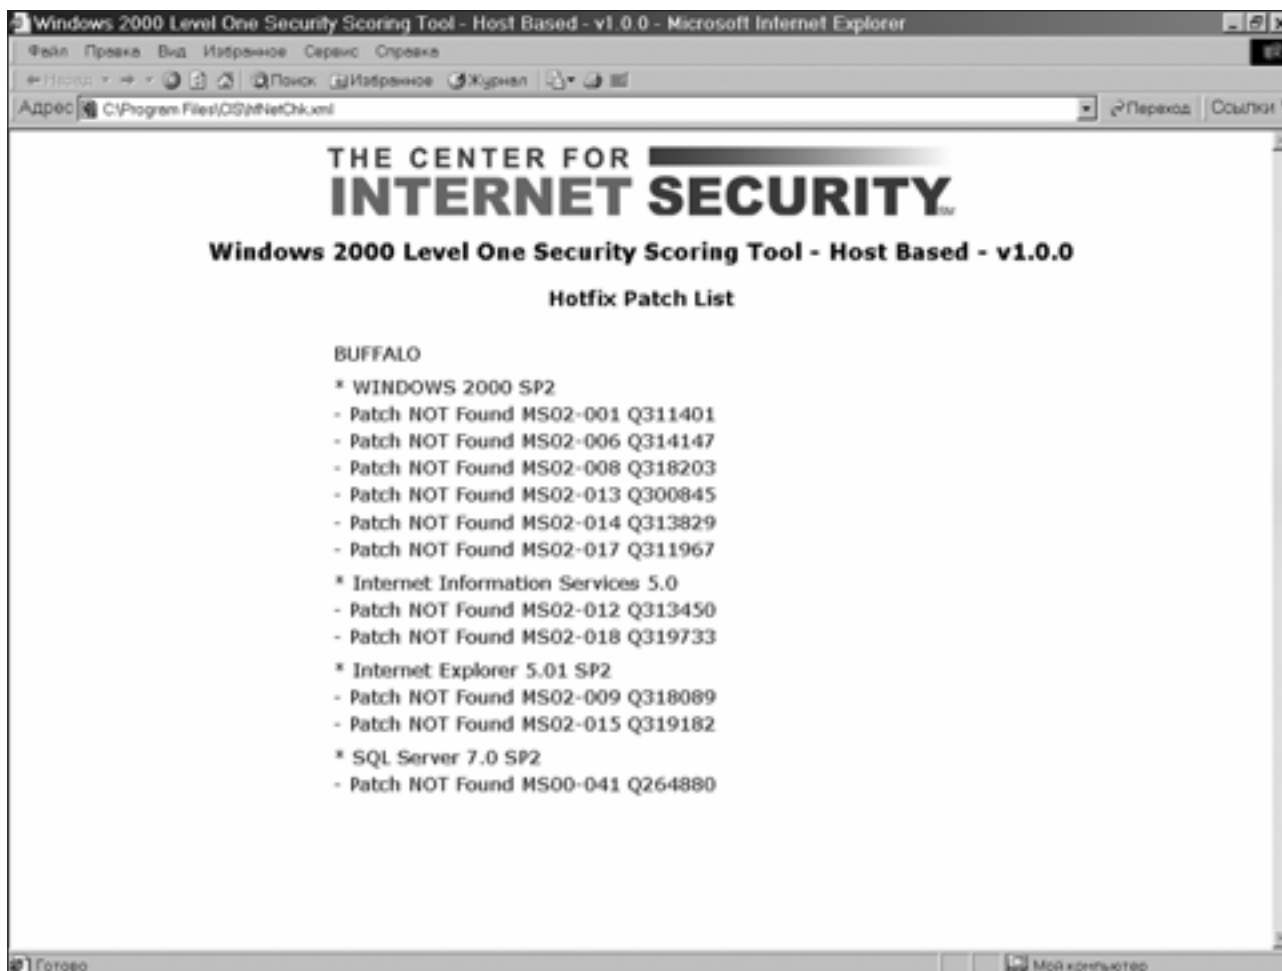 Windows 2000 Level One Security Scoring Tool - Host Based - v1.0.0 - Microsoft Internet Explorer
Файл Правка Вид Избранное Сервис Справка
Назад Поиск Избранное Журнал
Адрес C:\Program Files\CIS\hfNetChk.xml Переход Ссылки
THE CENTER FOR
INTERNET SECURITY SM
Windows 2000 Level One Security Scoring Tool - Host Based - v1.0.0
Hotfix Patch List
BUFFALO
* WINDOWS 2000 SP2
- Patch NOT Found MS02-001 Q311401
- Patch NOT Found MS02-006 Q314147
- Patch NOT Found MS02-008 Q318203
- Patch NOT Found MS02-013 Q300845
- Patch NOT Found MS02-014 Q313829
- Patch NOT Found MS02-017 Q311967
* Internet Information Services 5.0
- Patch NOT Found MS02-012 Q313450
- Patch NOT Found MS02-018 Q319733
* Internet Explorer 5.01 SP2
- Patch NOT Found MS02-009 Q318089
- Patch NOT Found MS02-015 Q319182
* SQL Server 7.0 SP2
- Patch NOT Found MS00-041 Q264880
Готово Мой компьютер